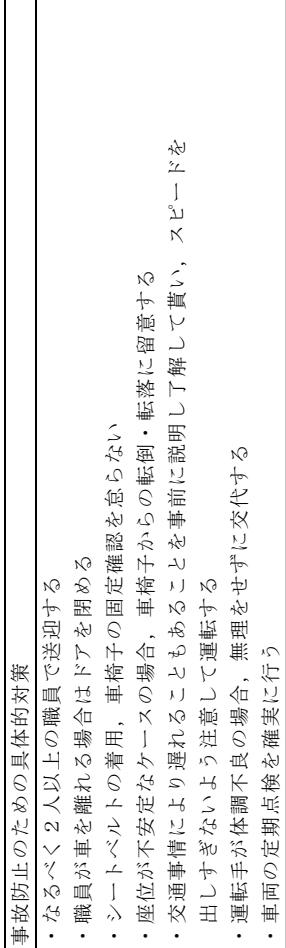 事故防止のための具体的対策
・なるべく２人以上の職員で送迎する
・職員が車を離れる場合はドアを閉める
・シートベルトの着用，車椅子の固定確認を怠らない
・座位が不安定なケースの場合，車椅子からの転倒・転落に留意する
・交通事情により遅れることもあることを事前に説明し了解して貰い，スピードを
出しすぎないよう注意して運転する
・運転手が体調不良の場合，無理をせずに交代する
・車両の定期点検を確実に行う